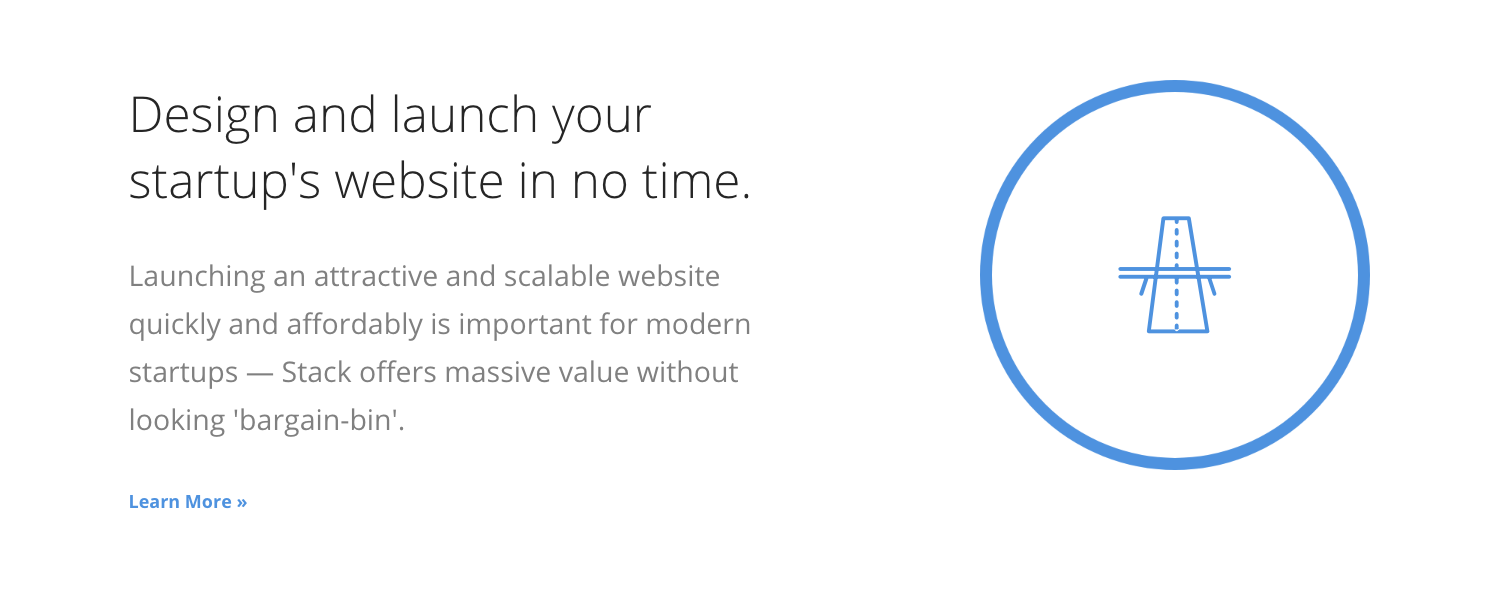 Design and launch your
startup's website in no time.
Launching an attractive and scalable website
quickly and affordably is important for modern
startups — Stack offers massive value without
looking 'bargain-bin'.
Learn More »